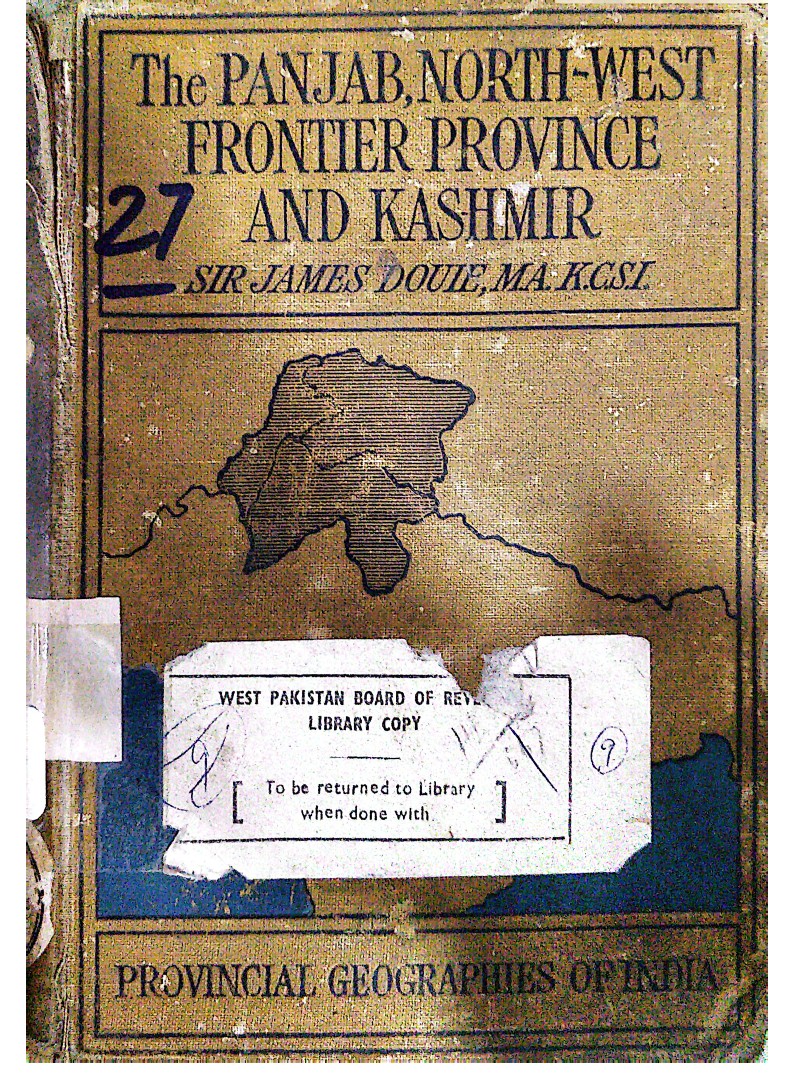 The PANJAB, NORTH-WEST
FRONTIER PROVINCE
AND KASHMIR
27
SIR JAMES DOUIE, M.A. K.C.S.I.
WEST PAKISTAN BOARD OF REVE
LIBRARY COPY
9
[ To be returned to Library
when done with ]
PROVINCIAL GEOGRAPHIES OF INDIA